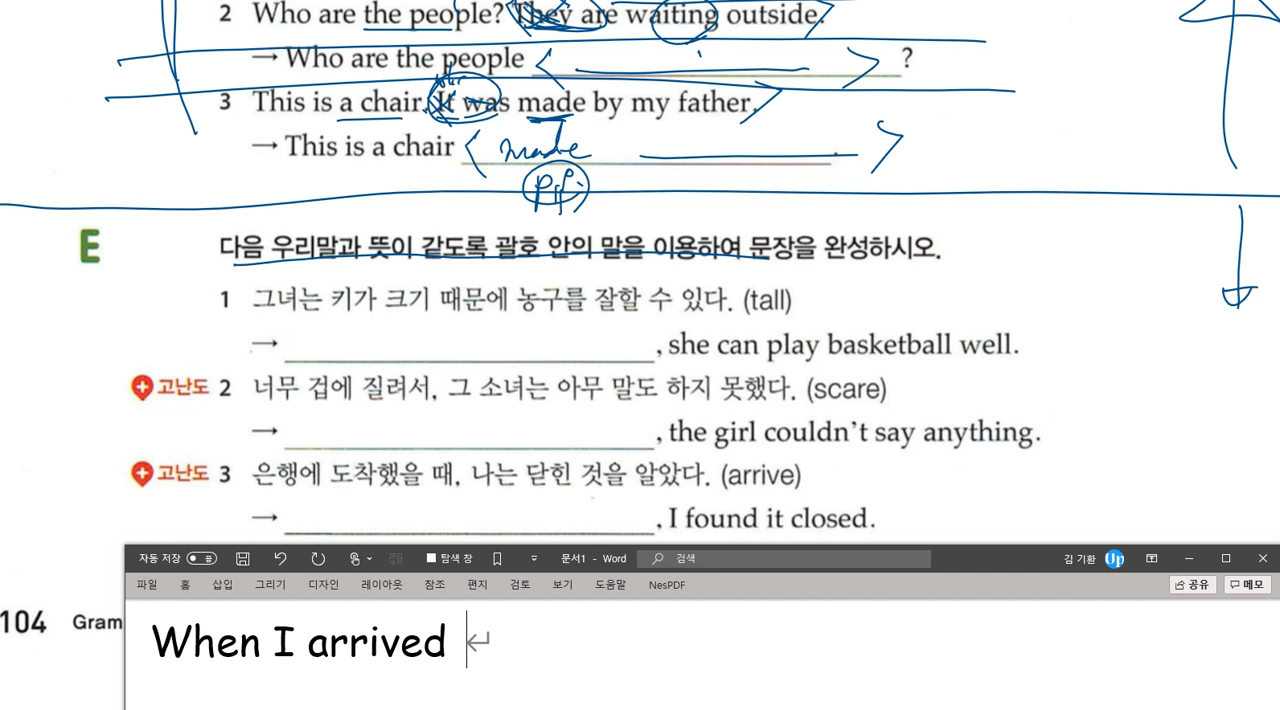 2 Who are the people? They are waiting outside.
→ Who are the people ?
3 This is a chair. It was made by my father.
→ This is a chair made .
p.p.
E 다음 우리말과 뜻이 같도록 괄호 안의 말을 이용하여 문장을 완성하시오.
1 그녀는 키가 크기 때문에 농구를 잘할 수 있다. (tall)
→ , she can play basketball well.
고난도 2 너무 겁에 질려서, 그 소녀는 아무 말도 하지 못했다. (scare)
→ , the girl couldn't say anything.
고난도 3 은행에 도착했을 때, 나는 닫힌 것을 알았다. (arrive)
→ , I found it closed.
자동 저장 끔 탐색 창 문서1 - Word 검색 김 기환 Up
파일 홈 삽입 그리기 디자인 레이아웃 참조 편지 검토 보기 도움말 NesPDF 공유 메모
104 Gram
When I arrived